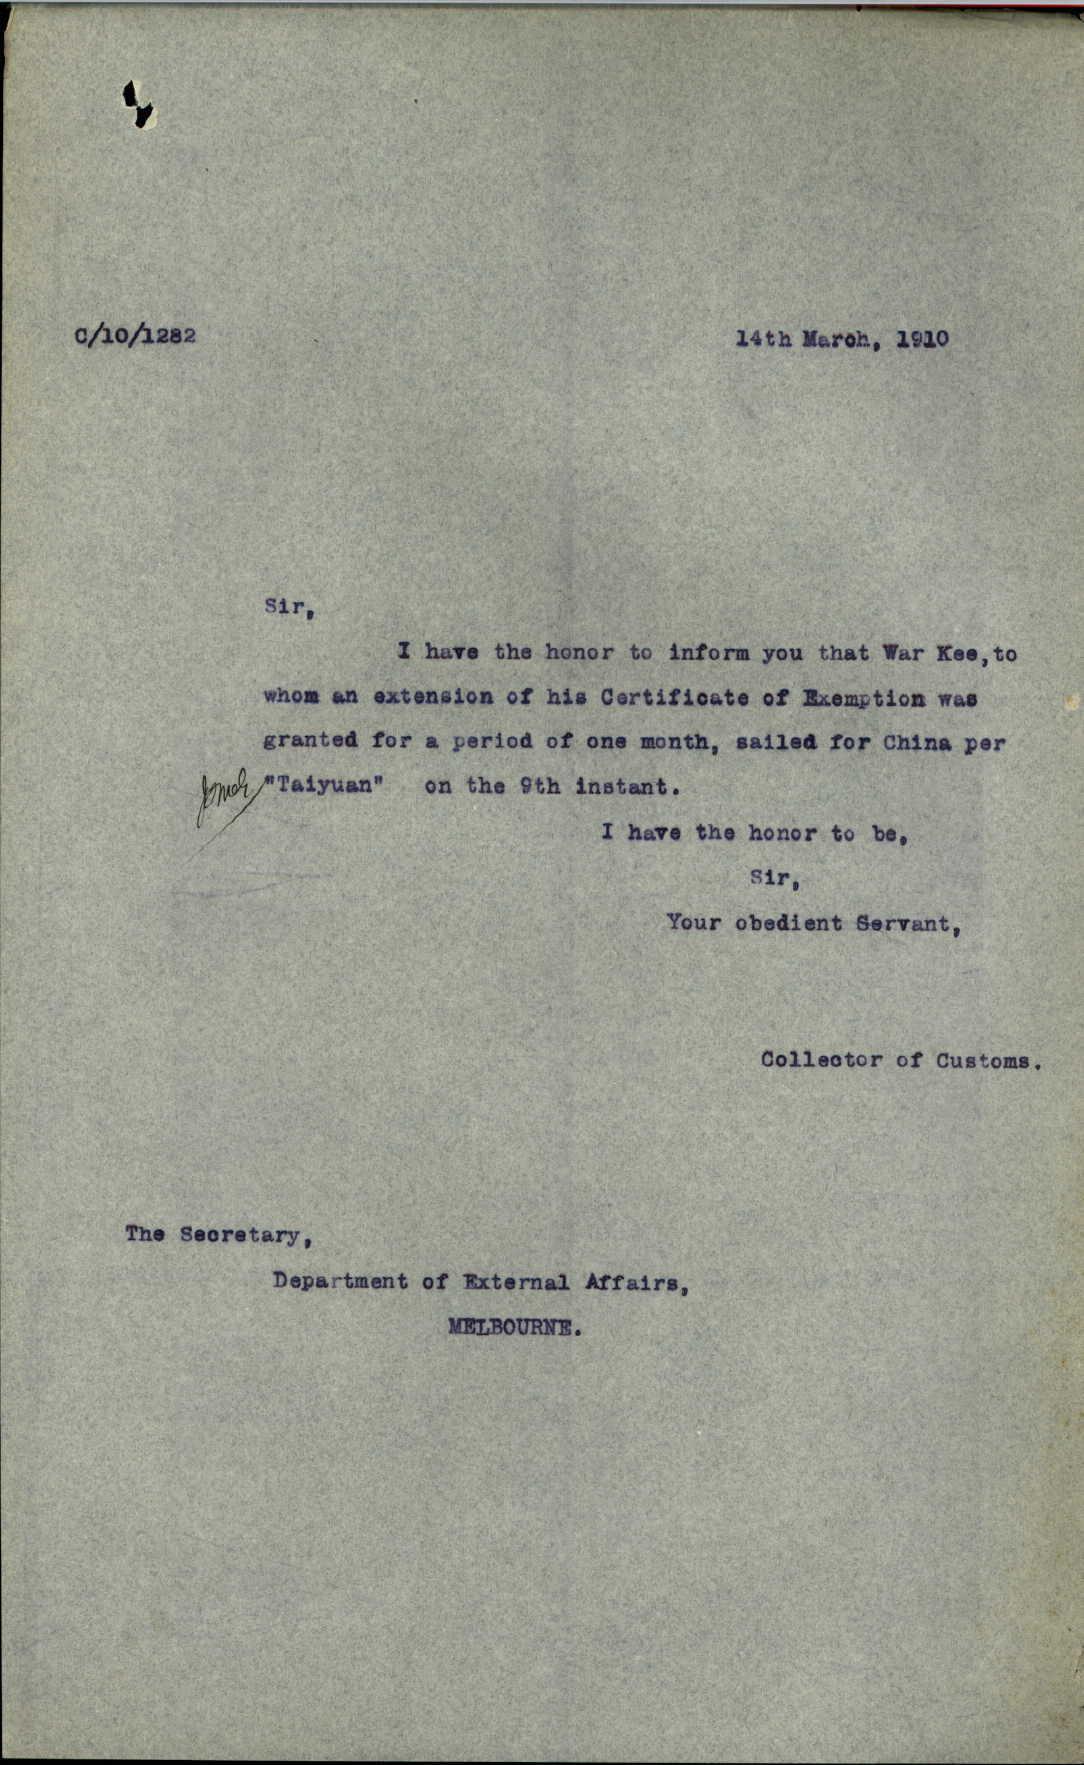 C/10/1282
14th March, 1910
Sir,
I have the honor to inform you that War Kee,to
whom an extension of his Certificate of Exemption was
granted for a period of one month, sailed for China per
"Taiyuan" on the 9th instant.
I have the honor to be,
Sir,
Your obedient Servant,
Collector of Customs.
The Secretary,
Department of External Affairs,
MELBOURNE.